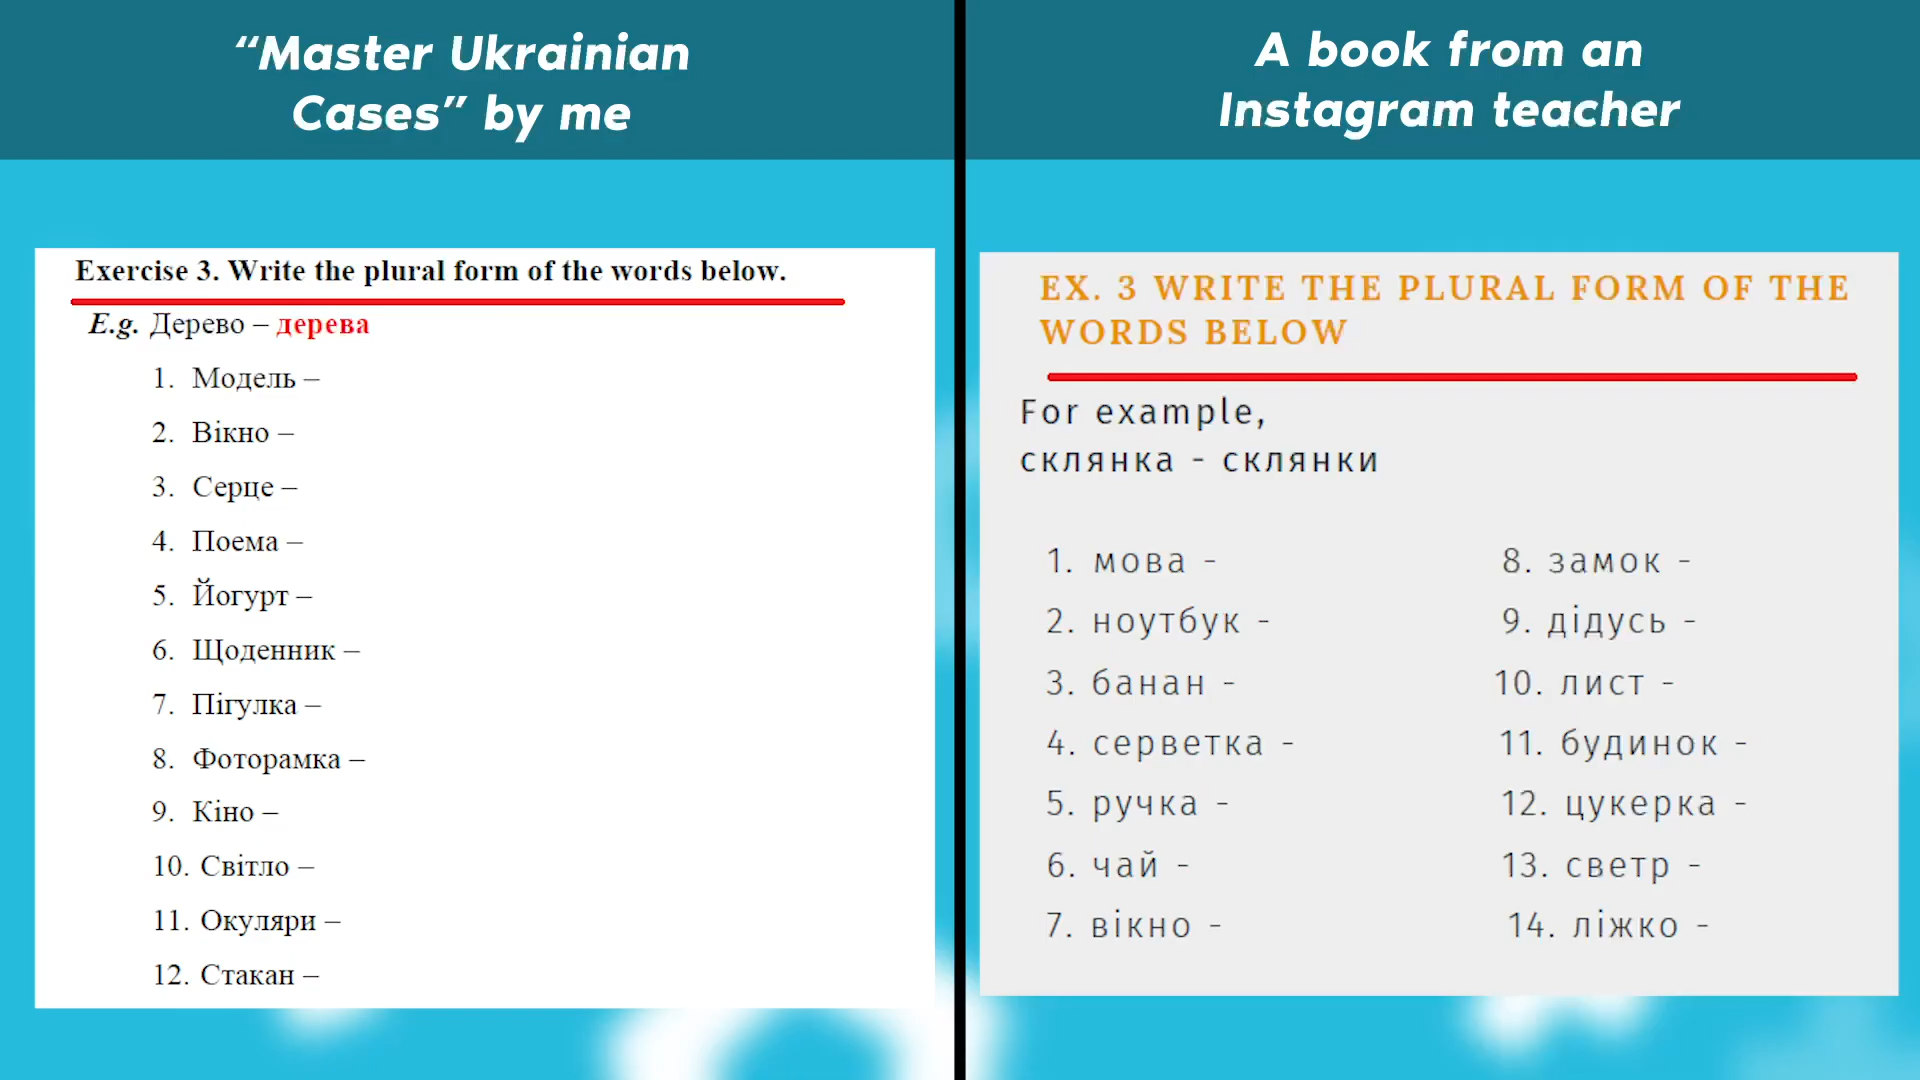 “Master Ukrainian
Cases” by me
Exercise 3. Write the plural form of the words below.
E.g. Дерево – дерева
1. Модель –
2. Вікно –
3. Серце –
4. Поема –
5. Йогурт –
6. Щоденник –
7. Пігулка –
8. Фоторамка –
9. Кіно –
10. Світло –
11. Окуляри –
12. Стакан –
A book from an
Instagram teacher
EX. 3 WRITE THE PLURAL FORM OF THE
WORDS BELOW
For example,
склянка - склянки
1. мова -
2. ноутбук -
3. банан -
4. серветка -
5. ручка -
6. чай -
7. вікно -
8. замок -
9. дідусь -
10. лист -
11. будинок -
12. цукерка -
13. светр -
14. ліжко -